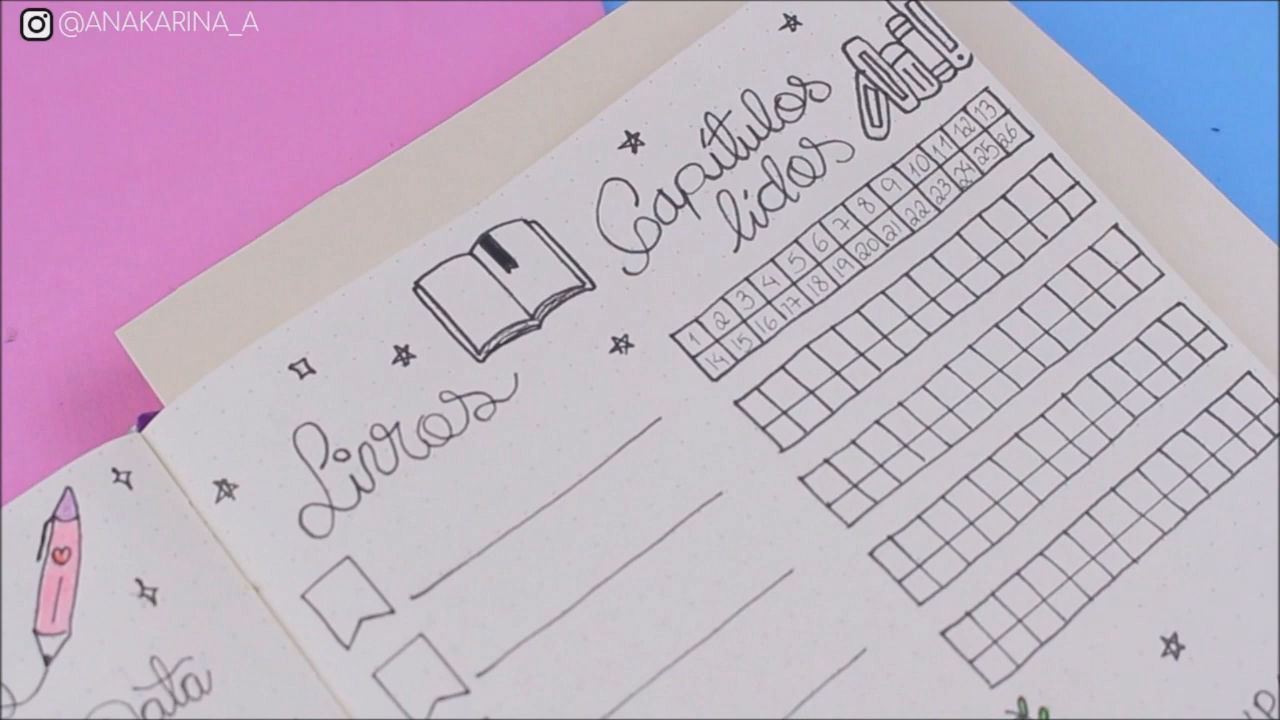 @ANAKARINA_A
Capítulos
lidos
1 2 3 4 5 6 7 8 9 10 11 12 13
14 15 16 17 18 19 20 21 22 23 24 25 26
Livros
Data